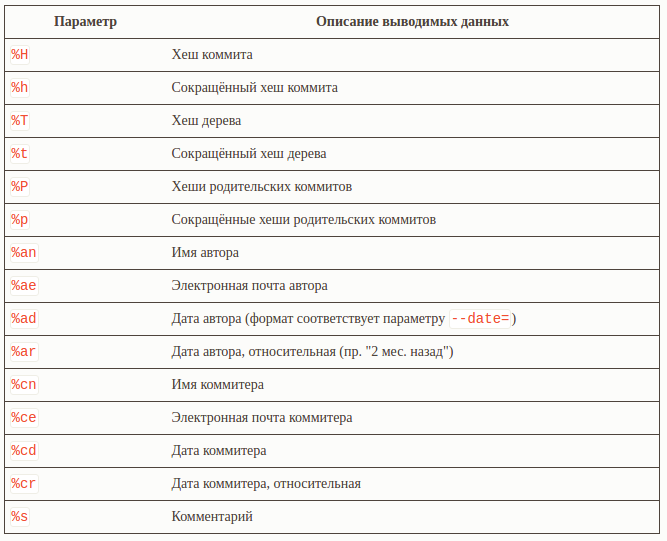 Параметр Описание выводимых данных
%H Хеш коммита
%h Сокращённый хеш коммита
%T Хеш дерева
%t Сокращённый хеш дерева
%P Хеши родительских коммитов
%p Сокращённые хеши родительских коммитов
%an Имя автора
%ae Электронная почта автора
%ad Дата автора (формат соответствует параметру --date=)
%ar Дата автора, относительная (пр. "2 мес. назад")
%cn Имя коммитера
%ce Электронная почта коммитера
%cd Дата коммитера
%cr Дата коммитера, относительная
%s Комментарий